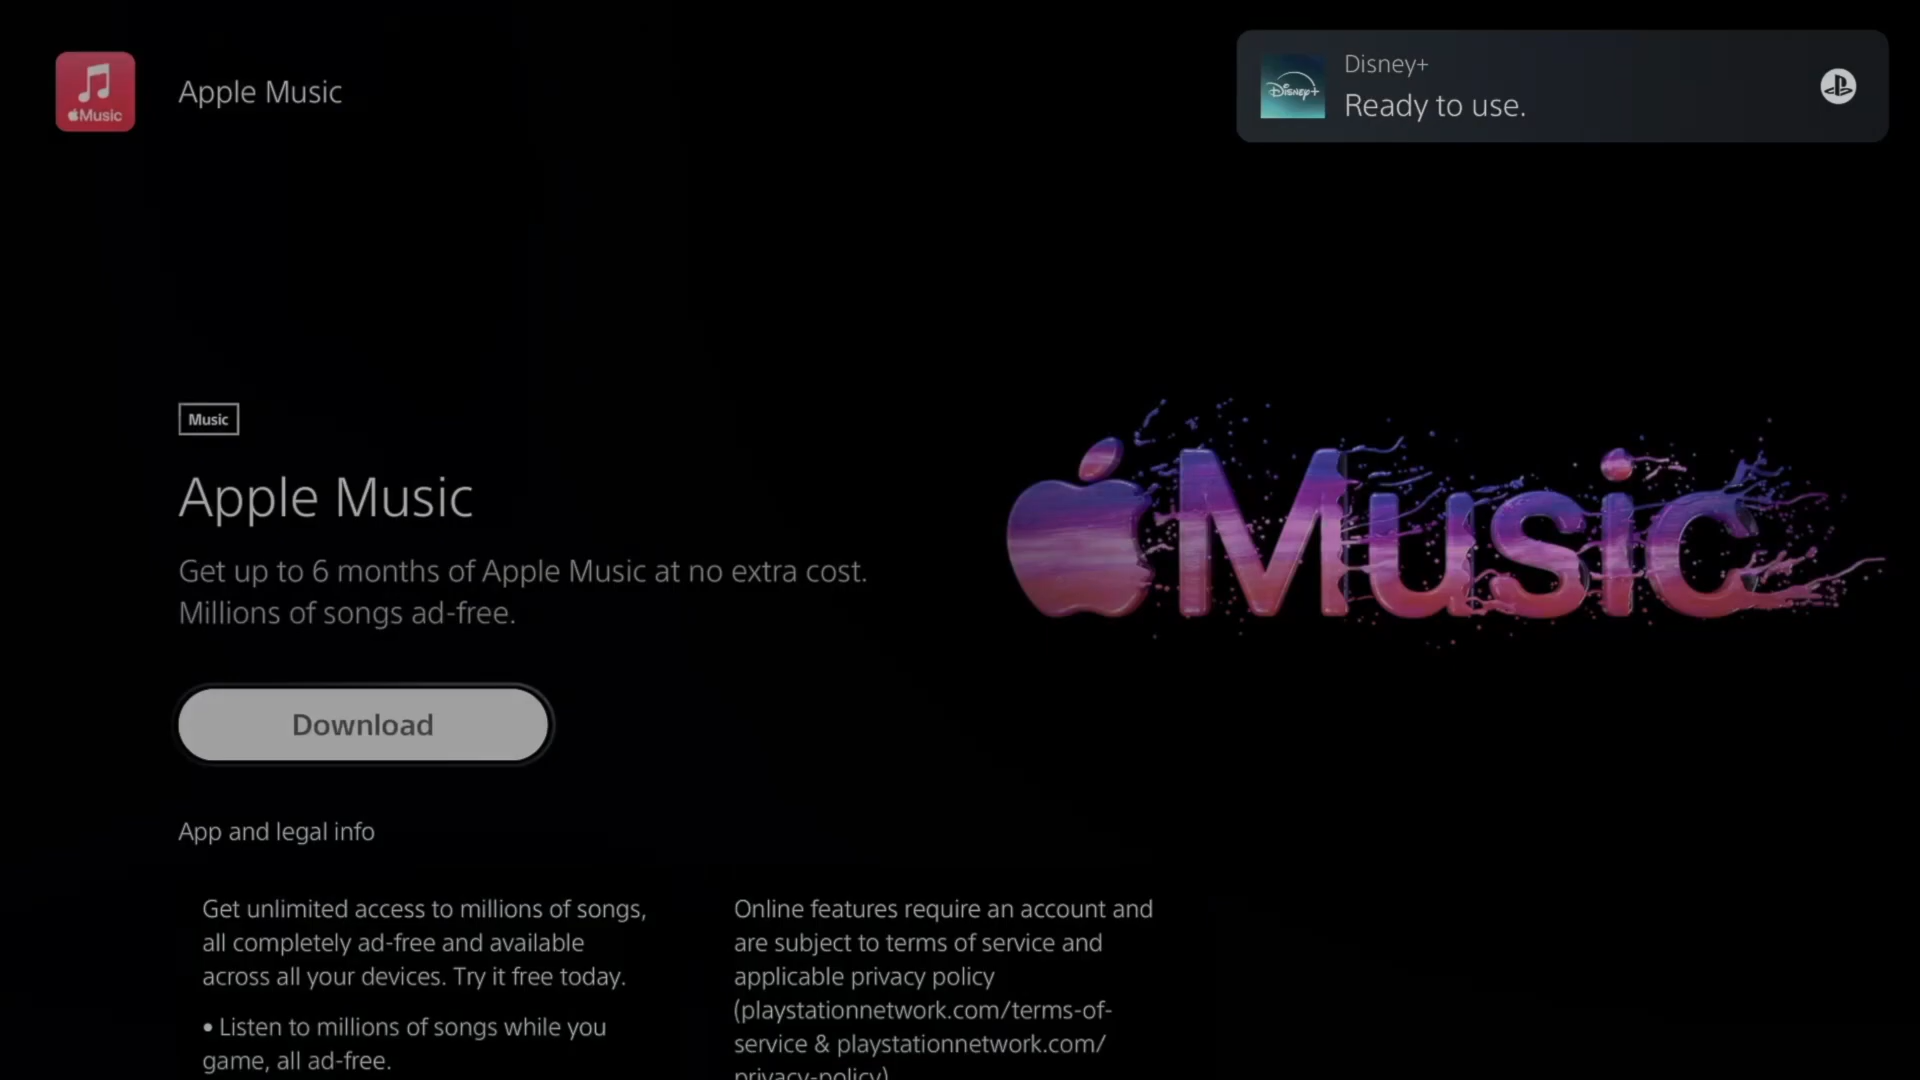 Music
Apple Music
Disney+
Disney+
Ready to use.
Music
Apple Music
Get up to 6 months of Apple Music at no extra cost.
Millions of songs ad-free.
Music
Download
App and legal info
Get unlimited access to millions of songs,
all completely ad-free and available
across all your devices. Try it free today.
• Listen to millions of songs while you
game, all ad-free.
Online features require an account and
are subject to terms of service and
applicable privacy policy
(playstationnetwork.com/terms-of-
service & playstationnetwork.com/
privacy-policy)